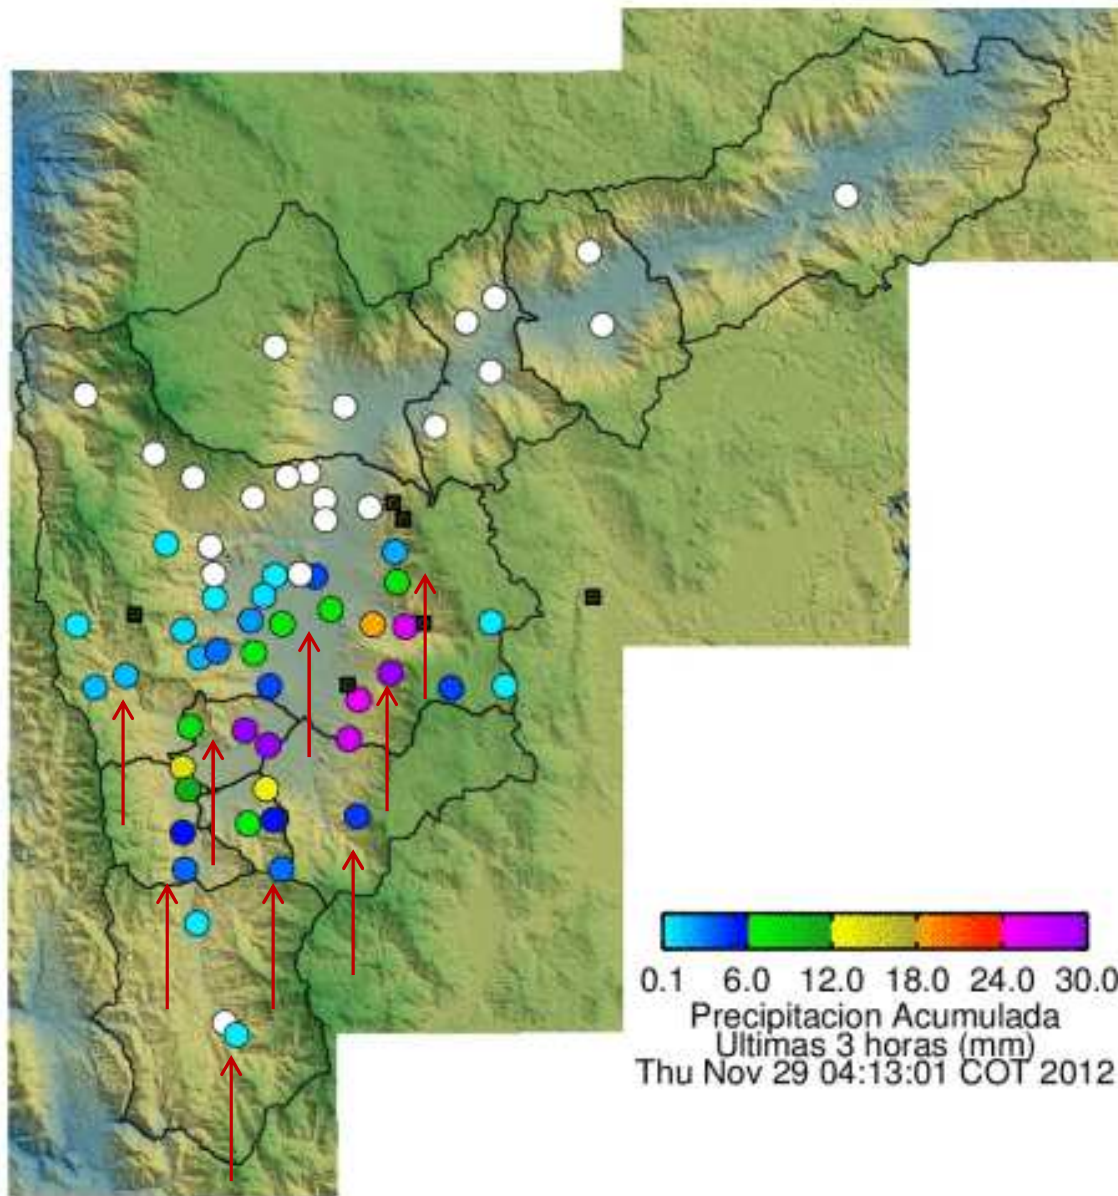 0.1 6.0 12.0 18.0 24.0 30.0
Precipitacion Acumulada
Ultimas 3 horas (mm)
Thu Nov 29 04:13:01 COT 2012